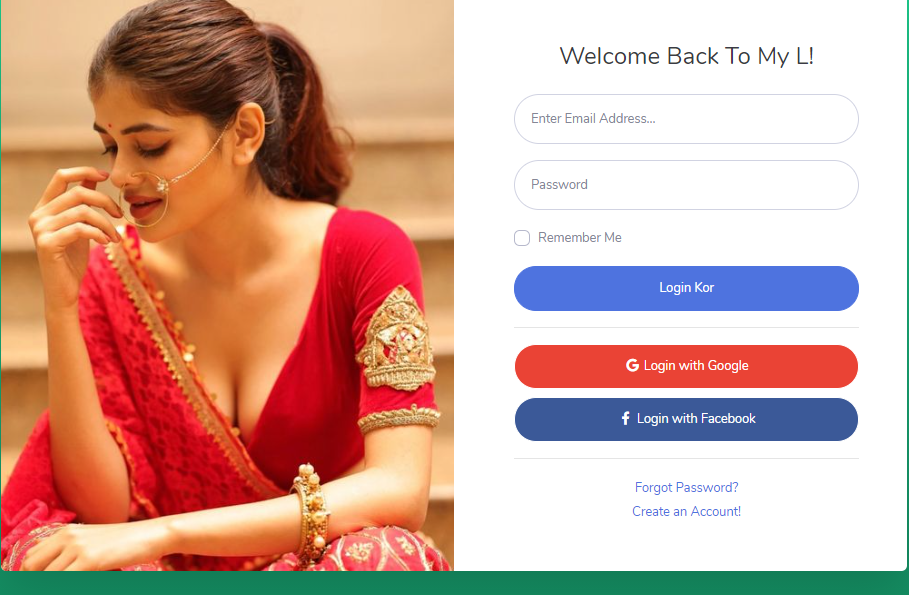 Welcome Back To My L!
Enter Email Address...
Password
Remember Me
Login Kor
Login with Google
Login with Facebook
Forgot Password?
Create an Account!